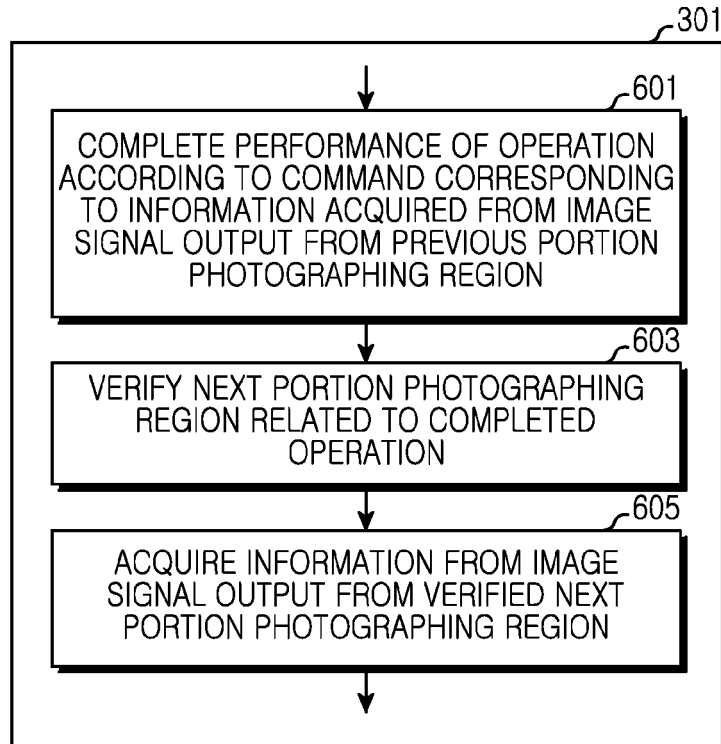 301
601
COMPLETE PERFORMANCE OF OPERATION
ACCORDING TO COMMAND CORRESPONDING
TO INFORMATION ACQUIRED FROM IMAGE
SIGNAL OUTPUT FROM PREVIOUS PORTION
PHOTOGRAPHING REGION
603
VERIFY NEXT PORTION PHOTOGRAPHING
REGION RELATED TO COMPLETED
OPERATION
605
ACQUIRE INFORMATION FROM IMAGE
SIGNAL OUTPUT FROM VERIFIED NEXT
PORTION PHOTOGRAPHING REGION